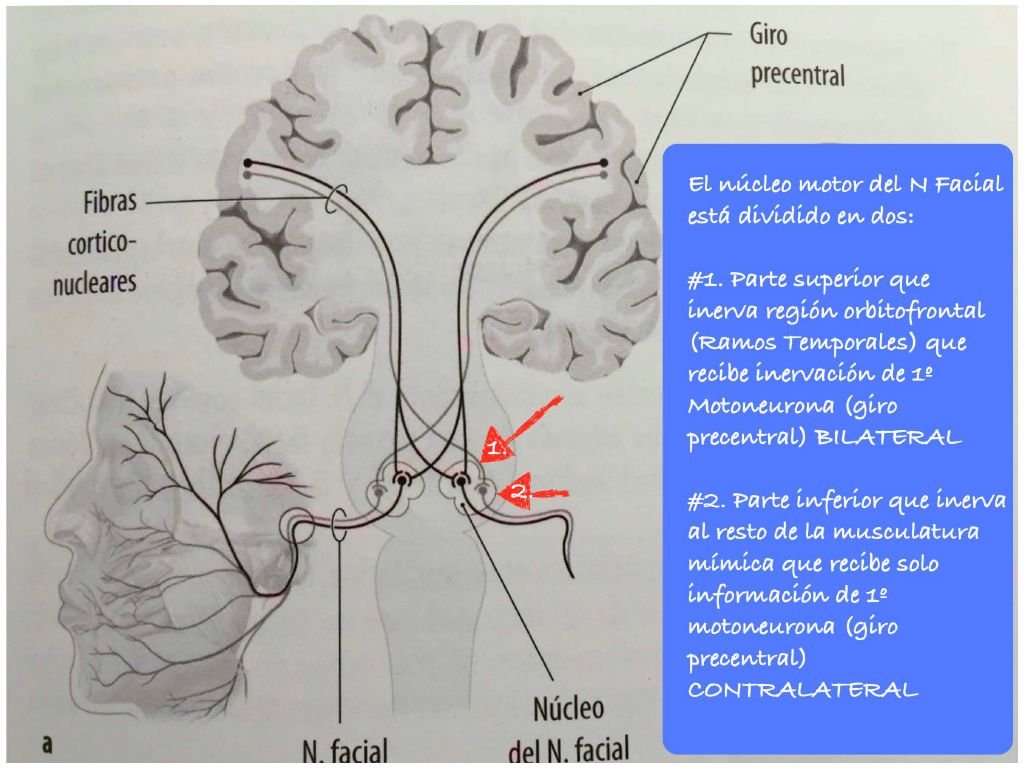 Giro
precentral
Fibras
cortico-
nucleares
El núcleo motor del N Facial
está dividido en dos:
#1. Parte superior que
inerva región orbitofrontal
(Ramos Temporales) que
recibe inervación de 1º
Motoneurona (giro
precentral) BILATERAL
#2. Parte inferior que inerva
al resto de la musculatura
mímica que recibe solo
información de 1º
motoneurona (giro
precentral)
CONTRALATERAL
1.
2.
a
N. facial
Núcleo
del N. facial